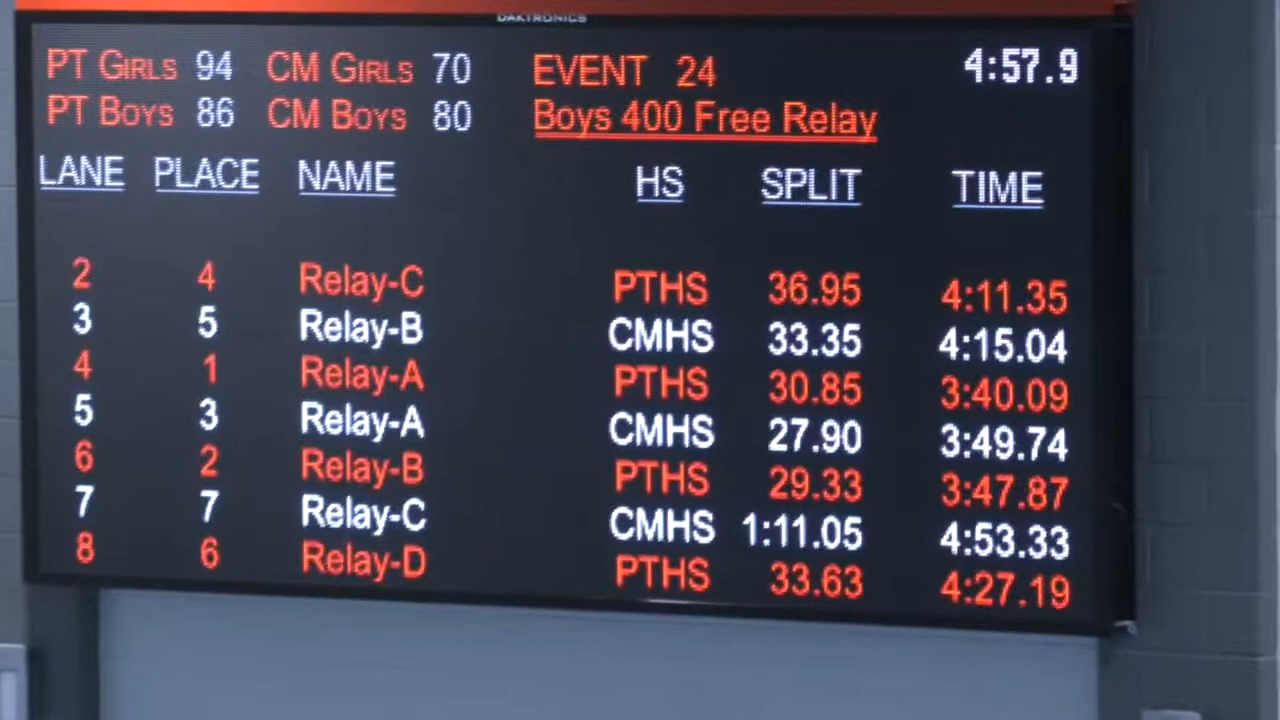 DAKTRONICS
PT GIRLS 94 CM GIRLS 70 EVENT 24 4:57.9
PT BOYS 86 CM BOYS 80 Boys 400 Free Relay
LANE PLACE NAME HS SPLIT TIME
2 4 Relay-C PTHS 36.95 4:11.35
3 5 Relay-B CMHS 33.35 4:15.04
4 1 Relay-A PTHS 30.85 3:40.09
5 3 Relay-A CMHS 27.90 3:49.74
6 2 Relay-B PTHS 29.33 3:47.87
7 7 Relay-C CMHS 1:11.05 4:53.33
8 6 Relay-D PTHS 33.63 4:27.19